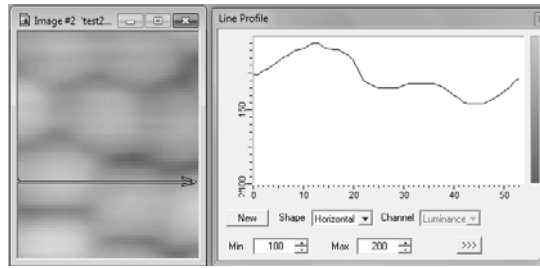 Image #2 'test2...
Line Profile
150
100
0 10 20 30 40 50
New Shape Horizontal Channel Luminance
Min 100 Max 200 >>>